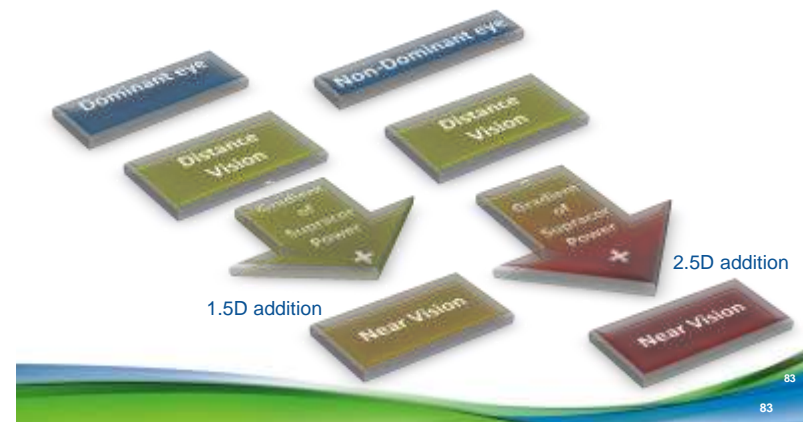 Dominant eye
Non-Dominant eye
Distance
Vision
Distance
Vision
Gradient
of
Supracor
Power
+
Gradient
of
Supracor
Power
+
1.5D addition
2.5D addition
Near Vision
Near Vision
83
83